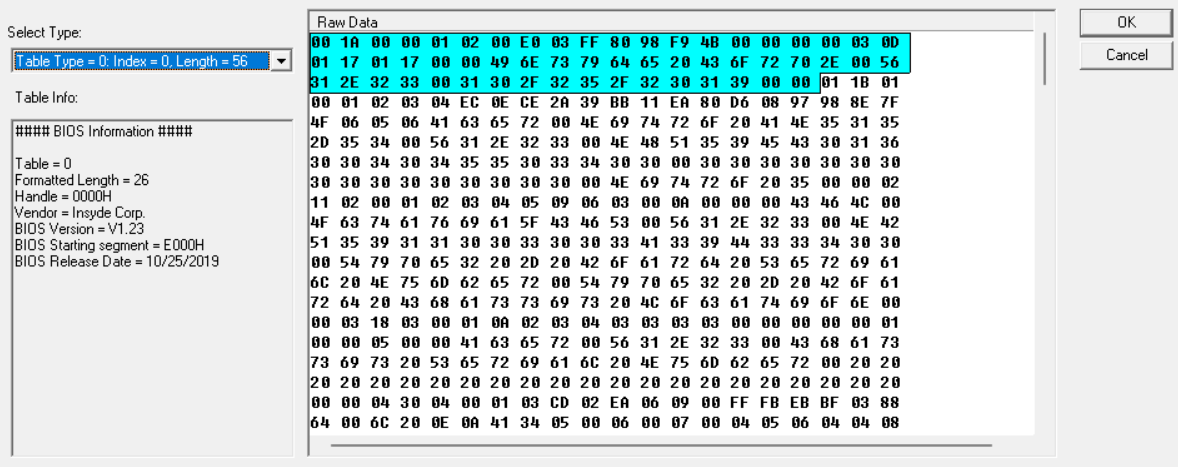 Select Type:
Table Type = 0: Index = 0, Length = 56
Table Info:
#### BIOS Information ####
Table = 0
Formatted Length = 26
Handle = 0000H
Vendor = Insyde Corp.
BIOS Version = V1.23
BIOS Starting segment = E000H
BIOS Release Date = 10/25/2019
Raw Data
00 1A 00 00 01 02 00 E0 03 FF 80 98 F9 4B 00 00 00 00 03 0D
01 17 01 17 00 00 49 6E 73 79 64 65 20 43 6F 72 70 2E 00 56
31 2E 32 33 00 31 30 2F 32 35 2F 32 30 31 39 00 00 01 1B 01
00 01 02 03 04 EC 0E CE 2A 39 BB 11 EA 80 D6 08 97 98 8E 7F
4F 06 05 06 41 63 65 72 00 4E 69 74 72 6F 20 41 4E 35 31 35
2D 35 34 00 56 31 2E 32 33 00 4E 48 51 35 39 45 43 30 31 36
30 30 34 30 34 35 35 30 33 34 30 30 00 30 30 30 30 30 30 30
30 30 30 30 30 30 30 30 30 00 4E 69 74 72 6F 20 35 00 00 02
11 02 00 01 02 03 04 05 09 06 03 00 0A 00 00 00 43 46 4C 00
4F 63 74 61 76 69 61 5F 43 46 53 00 56 31 2E 32 33 00 4E 42
51 35 39 31 31 30 30 33 30 30 33 41 33 39 44 33 33 34 30 30
00 54 79 70 65 32 20 2D 20 42 6F 61 72 64 20 53 65 72 69 61
6C 20 4E 75 6D 62 65 72 00 54 79 70 65 32 20 2D 20 42 6F 61
72 64 20 43 68 61 73 73 69 73 20 4C 6F 63 61 74 69 6F 6E 00
00 03 18 03 00 01 0A 02 03 04 03 03 03 03 00 00 00 00 00 01
00 00 05 00 00 41 63 65 72 00 56 31 2E 32 33 00 43 68 61 73
73 69 73 20 53 65 72 69 61 6C 20 4E 75 6D 62 65 72 00 20 20
20 20 20 20 20 20 20 20 20 20 20 20 20 20 20 20 20 20 20 20
00 00 04 30 04 00 01 03 CD 02 EA 06 09 00 FF FB EB BF 03 88
64 00 6C 20 0E 0A 41 34 05 00 06 00 07 00 04 05 06 04 04 08
OK
Cancel